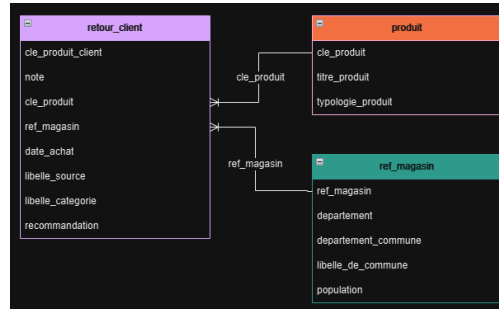 retour_client
cle_produit_client
note
cle_produit
ref_magasin
date_achat
libelle_source
libelle_categorie
recommandation
cle_produit
ref_magasin
produit
cle_produit
titre_produit
typologie_produit
ref_magasin
ref_magasin
departement
departement_commune
libelle_de_commune
population